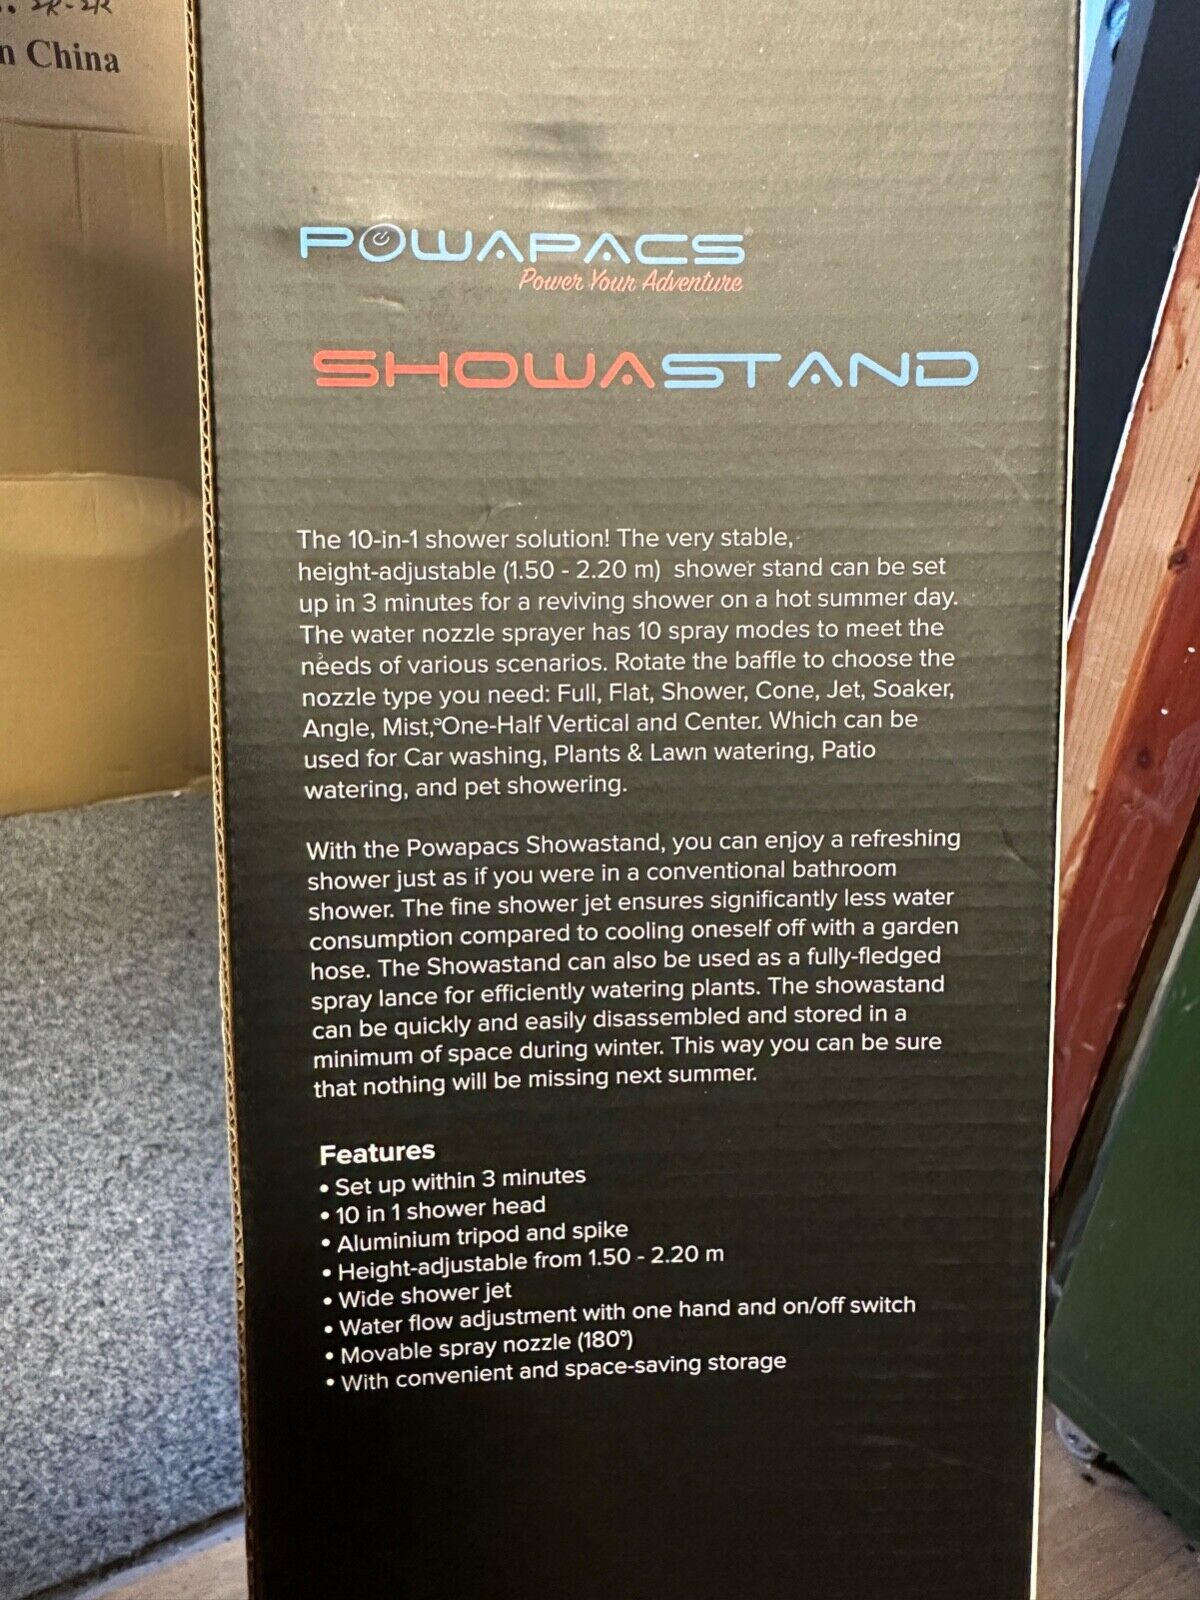 China
POWAPACS
Power Your Adventure
SHOWASTAND
The 10-in-1 shower solution! The very stable,
height-adjustable (1.50 - 2.20 m) shower stand can be set
up in 3 minutes for a reviving shower on a hot summer day.
The water nozzle sprayer has 10 spray modes to meet the
needs of various scenarios. Rotate the baffle to choose the
nozzle type you need: Full, Flat, Shower, Cone, Jet, Soaker,
Angle, Mist, One-Half Vertical and Center. Which can be
used for Car washing, Plants & Lawn watering, Patio
watering, and pet showering.
With the Powapacs Showastand, you can enjoy a refreshing
shower just as if you were in a conventional bathroom
shower. The fine shower jet ensures significantly less water
consumption compared to cooling oneself off with a garden
hose. The Showastand can also be used as a fully-fledged
spray lance for efficiently watering plants. The showastand
can be quickly and easily disassembled and stored in a
minimum of space during winter. This way you can be sure
that nothing will be missing next summer.
Features
• Set up within 3 minutes
• 10 in 1 shower head
• Aluminium tripod and spike
• Height-adjustable from 1.50 - 2.20 m
• Wide shower jet
• Water flow adjustment with one hand and on/off switch
• Movable spray nozzle (180°)
• With convenient and space-saving storage